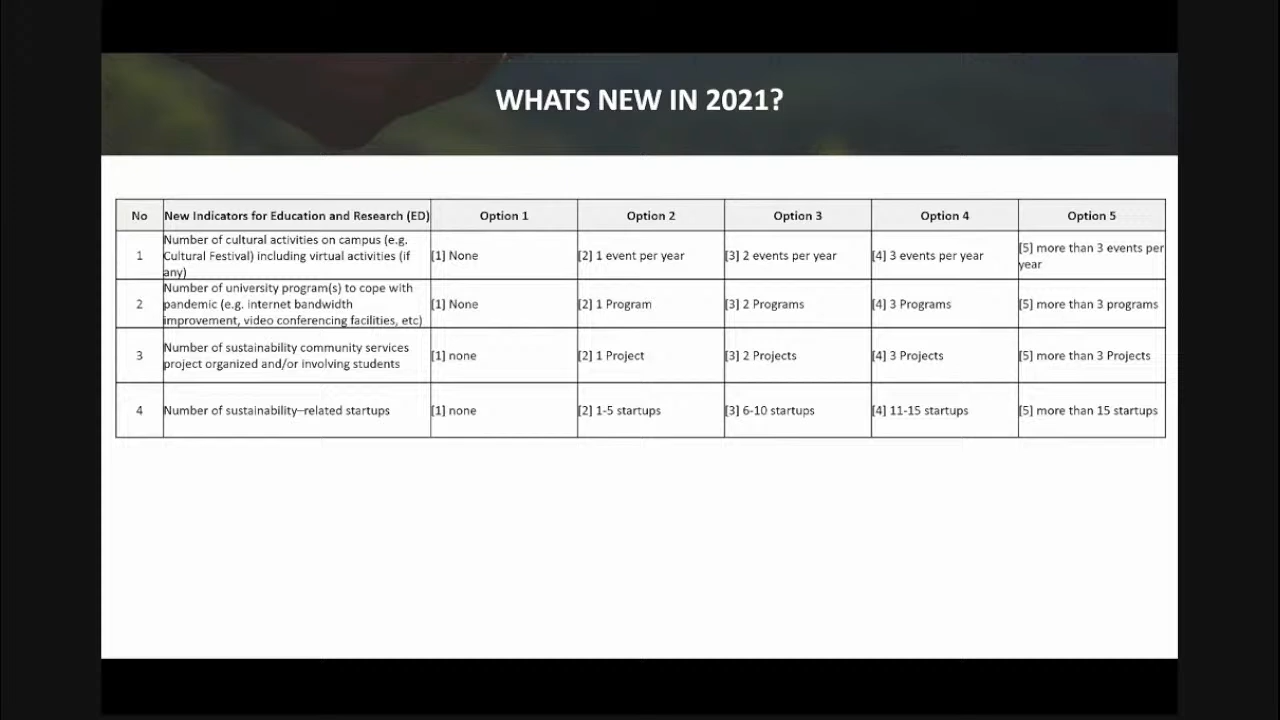 WHATS NEW IN 2021?
No New Indicators for Education and Research (ED) Option 1 Option 2 Option 3 Option 4 Option 5
1
Number of cultural activities on campus (e.g.
Cultural Festival) including virtual activities (if
any)
[1] None
[2] 1 event per year
[3] 2 events per year
[4] 3 events per year
[5] more than 3 events per
year
2
Number of university program(s) to cope with
pandemic (e.g. internet bandwidth
improvement, video conferencing facilities, etc)
[1] None
[2] 1 Program
[3] 2 Programs
[4] 3 Programs
[5] more than 3 programs
3
Number of sustainability community services
project organized and/or involving students
[1] none
[2] 1 Project
[3] 2 Projects
[4] 3 Projects
[5] more than 3 Projects
4
Number of sustainability–related startups
[1] none
[2] 1-5 startups
[3] 6-10 startups
[4] 11-15 startups
[5] more than 15 startups